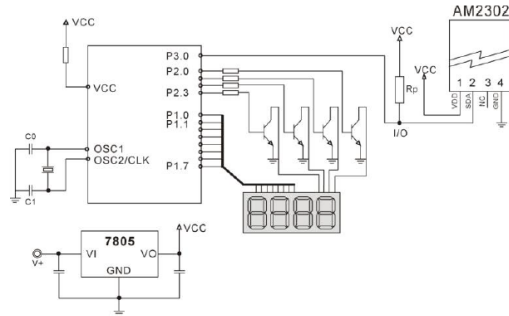 AM2302
VCC
VCC
P3.0
P2.0
VCC
VCC
P2.3
Rp
1 2 3 4
VDD
SDA
NC
GND
P1.0
P1.1
I/O
C0
OSC1
OSC2/CLK
P1.7
C1
8888
VCC
7805
V+
VI
VO
GND